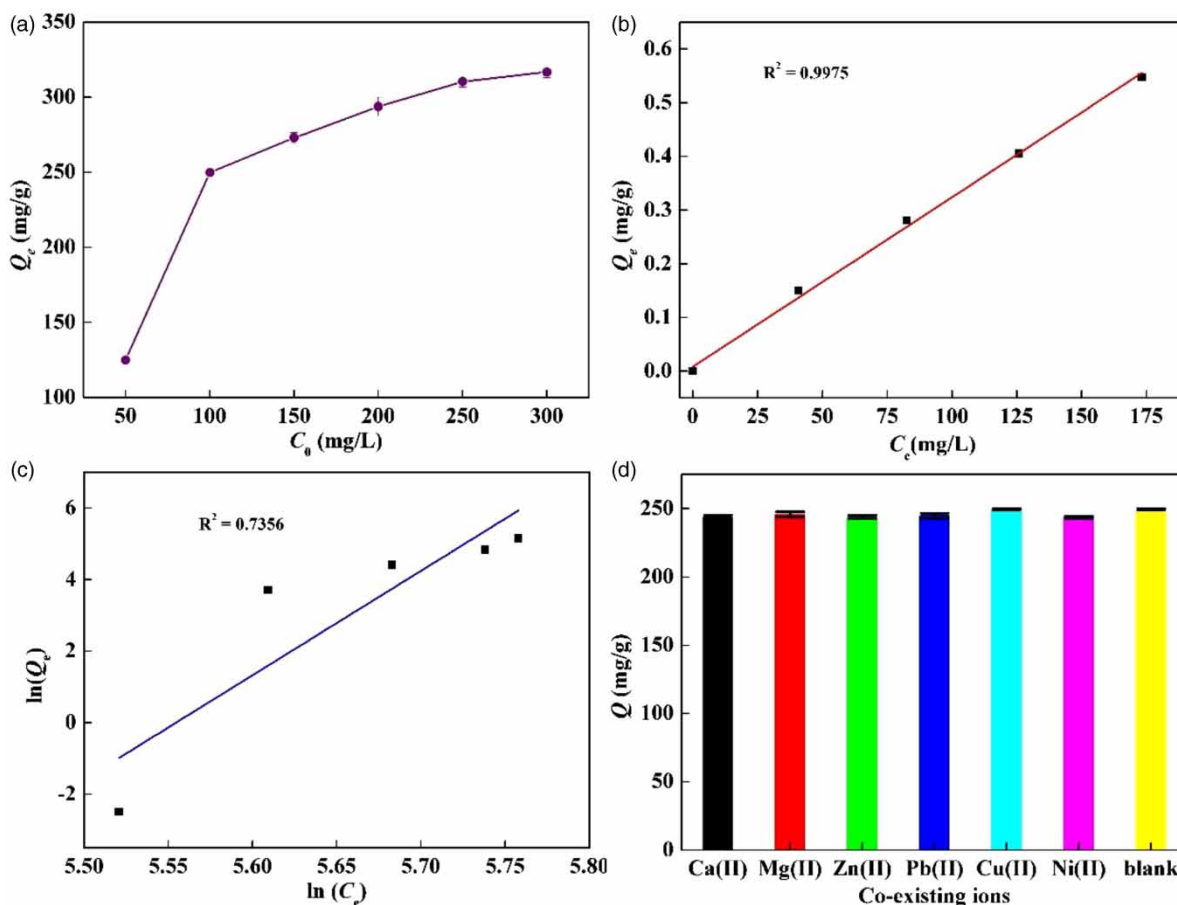 (a)
350
300
250
200
150
100
Qe (mg/g)
50 100 150 200 250 300
C0 (mg/L)
(b)
R2 = 0.9975
0.6
0.5
0.4
0.3
0.2
0.1
0.0
Qe (mg/g)
0 25 50 75 100 125 150 175
Ce(mg/L)
(c)
R2 = 0.7356
6
4
2
0
-2
ln(Qe)
5.50 5.55 5.60 5.65 5.70 5.75 5.80
ln (Ce)
(d)
250
200
150
100
50
0
Q (mg/g)
Ca(II) Mg(II) Zn(II) Pb(II) Cu(II) Ni(II) blank
Co-existing ions